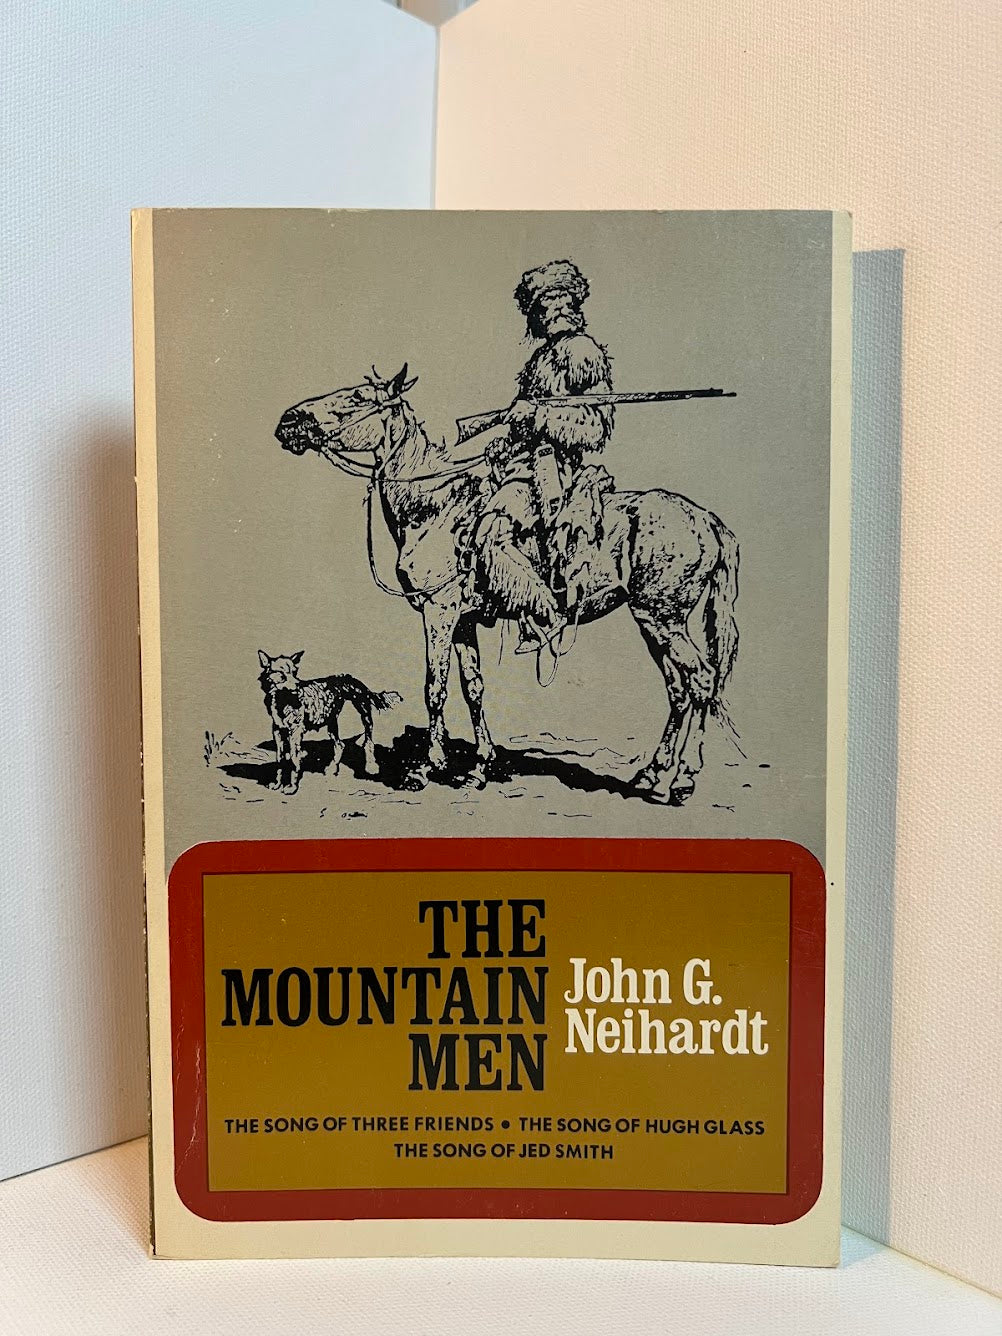 THE
MOUNTAIN
MEN
John G.
Neihardt
THE SONG OF THREE FRIENDS • THE SONG OF HUGH GLASS
THE SONG OF JED SMITH